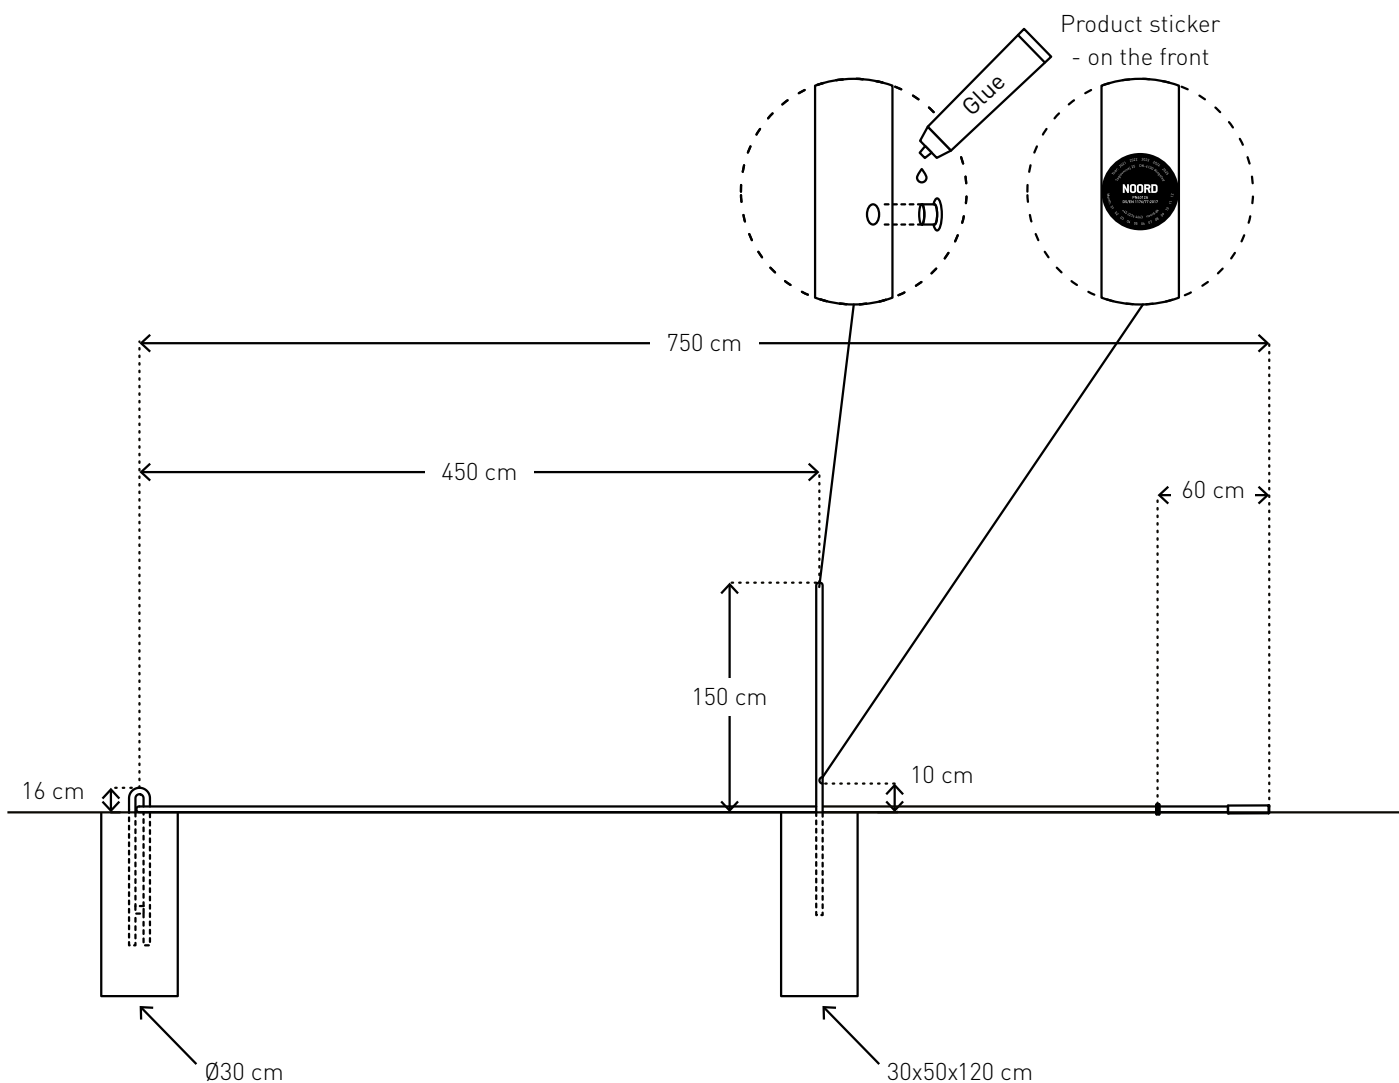 Product sticker
- on the front
Glue
NOORD
750 cm
450 cm
60 cm
150 cm
10 cm
16 cm
Ø30 cm
30x50x120 cm